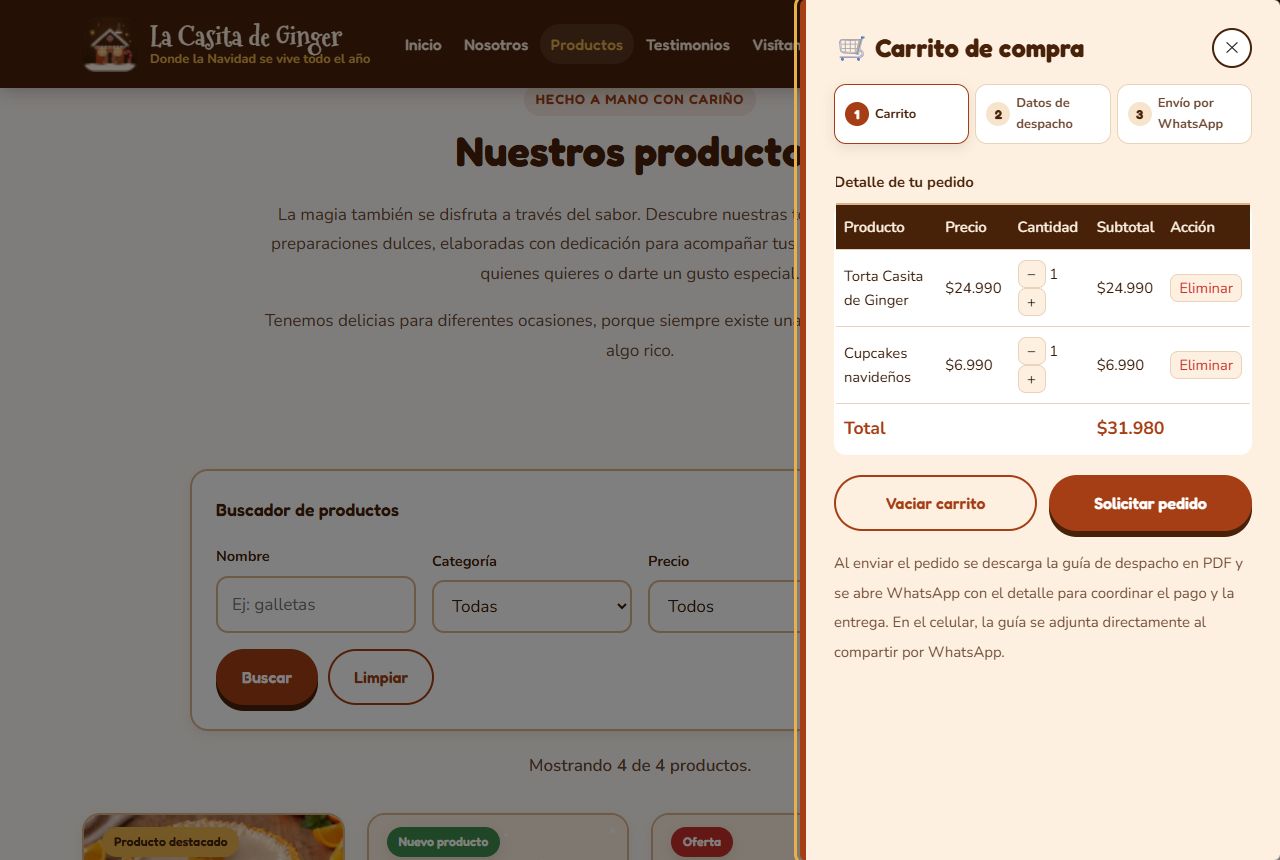 La Casita de Ginger
Donde la Navidad se vive todo el año
Inicio Nosotros Productos Testimonios
HECHO A MANO CON CARIÑO
Nuestros
La magia también se disfruta a través del sabor. Descubre nuestras
preparaciones dulces, elaboradas con dedicación para acompañar tus
quienes quieres o darte un gusto especial.
Tenemos delicias para diferentes ocasiones, porque siempre existe
algo rico.
Buscador de productos
Nombre
Categoría
Precio
Ej: galletas
Todas
Todos
Buscar
Limpiar
Mostrando 4 de 4 productos.
Producto destacado
Nuevo producto
Oferta
Carrito de compra
1 Carrito
2 Datos de
despacho
3 Envío por
WhatsApp
Detalle de tu pedido
Producto Precio Cantidad Subtotal Acción
Torta Casita
de Ginger
$24.990
− 1
+
$24.990
Eliminar
Cupcakes
navideños
$6.990
− 1
+
$6.990
Eliminar
Total $31.980
Vaciar carrito
Solicitar pedido
Al enviar el pedido se descarga la guía de despacho en PDF y
se abre WhatsApp con el detalle para coordinar el pago y la
entrega. En el celular, la guía se adjunta directamente al
compartir por WhatsApp.